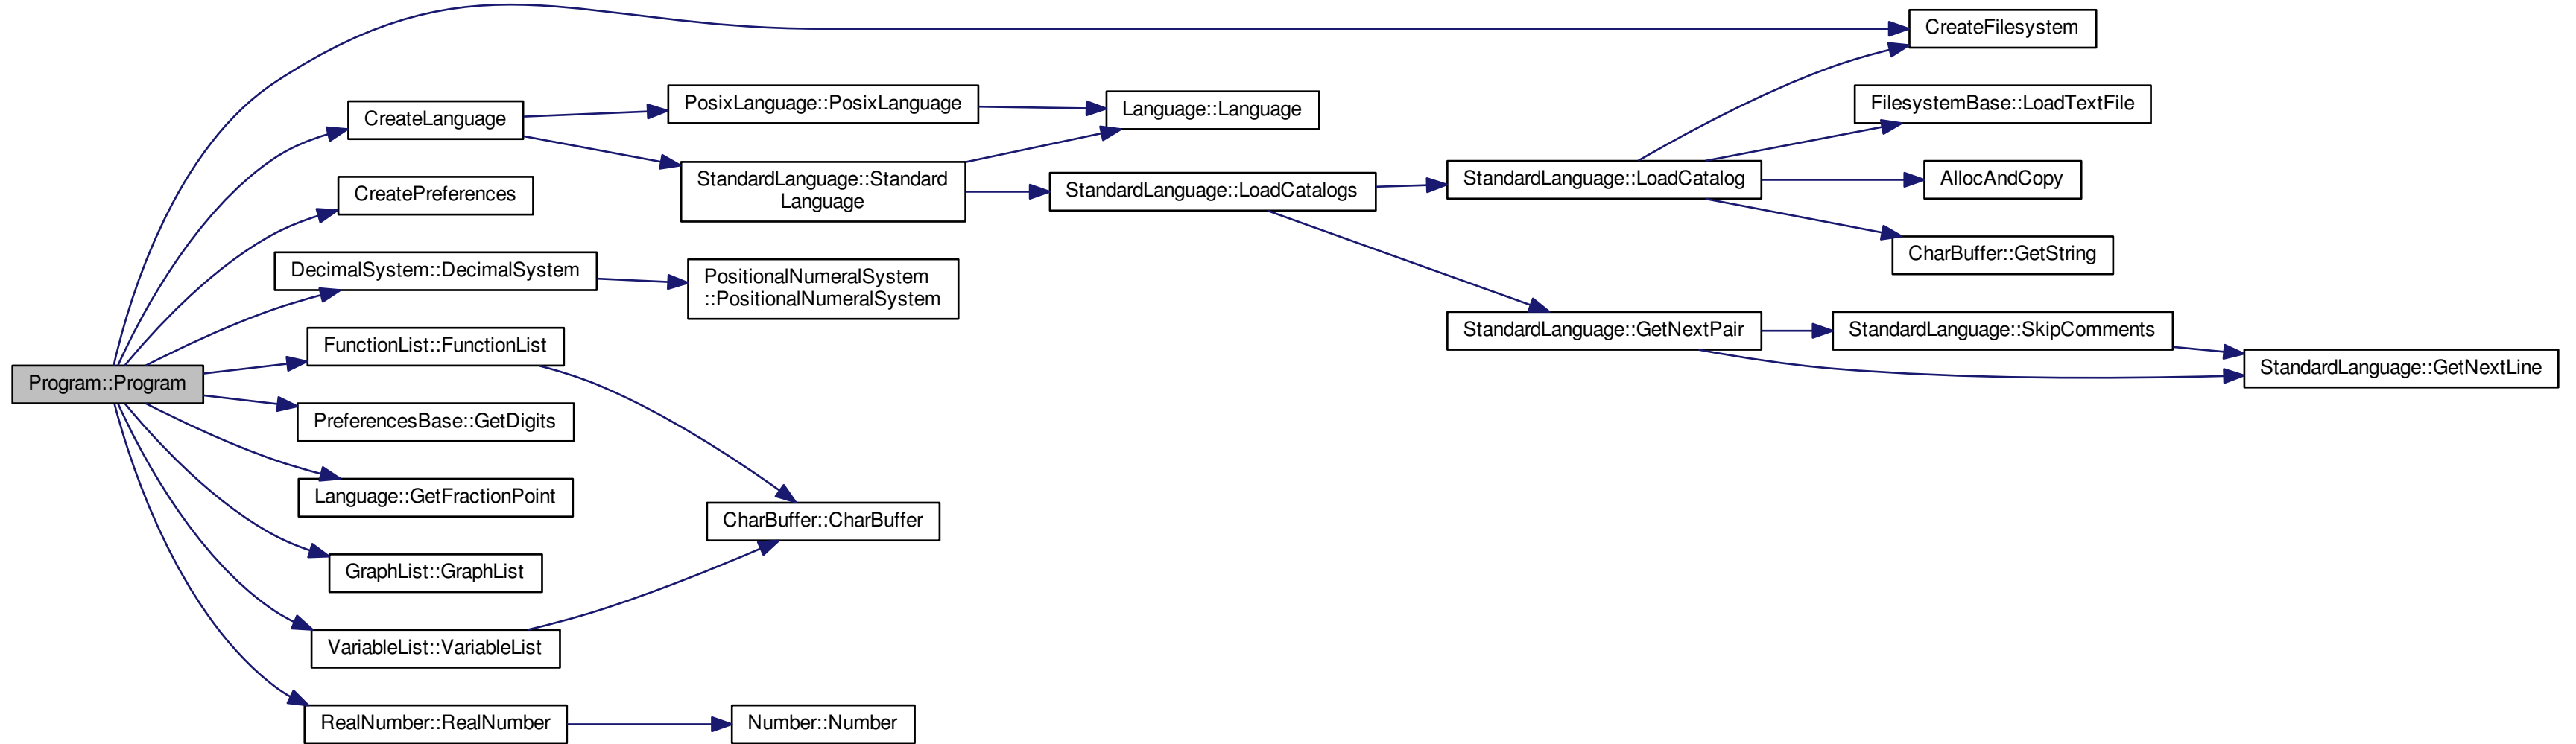 Program::Program
CreateFilesystem
CreateLanguage
PosixLanguage::PosixLanguage
Language::Language
StandardLanguage::Standard
Language
StandardLanguage::LoadCatalogs
StandardLanguage::LoadCatalog
FilesystemBase::LoadTextFile
AllocAndCopy
CharBuffer::GetString
StandardLanguage::GetNextPair
StandardLanguage::SkipComments
StandardLanguage::GetNextLine
CreatePreferences
DecimalSystem::DecimalSystem
PositionalNumeralSystem
::PositionalNumeralSystem
FunctionList::FunctionList
PreferencesBase::GetDigits
Language::GetFractionPoint
CharBuffer::CharBuffer
GraphList::GraphList
VariableList::VariableList
RealNumber::RealNumber
Number::Number